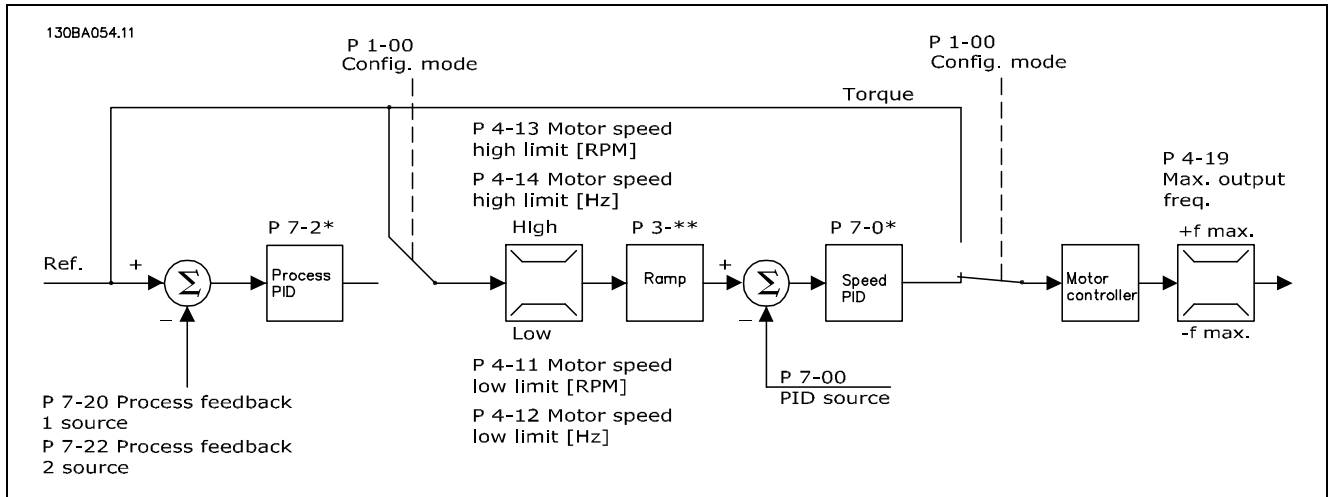 130BA054.11
P 1-00
Config. mode
P 1-00
Config. mode
Torque
P 4-13 Motor speed
high limit [RPM]
P 4-14 Motor speed
high limit [Hz]
P 4-19
Max. output
freq.
P 7-2*
HIgh
P 3-**
P 7-0*
+f max.
Ref.
+
Σ
Process
PID
Ramp
+
Σ
Speed
PID
Motor
controller
−
Low
−
-f max.
P 4-11 Motor speed
low limit [RPM]
P 4-12 Motor speed
low limit [Hz]
P 7-00
PID source
P 7-20 Process feedback
1 source
P 7-22 Process feedback
2 source